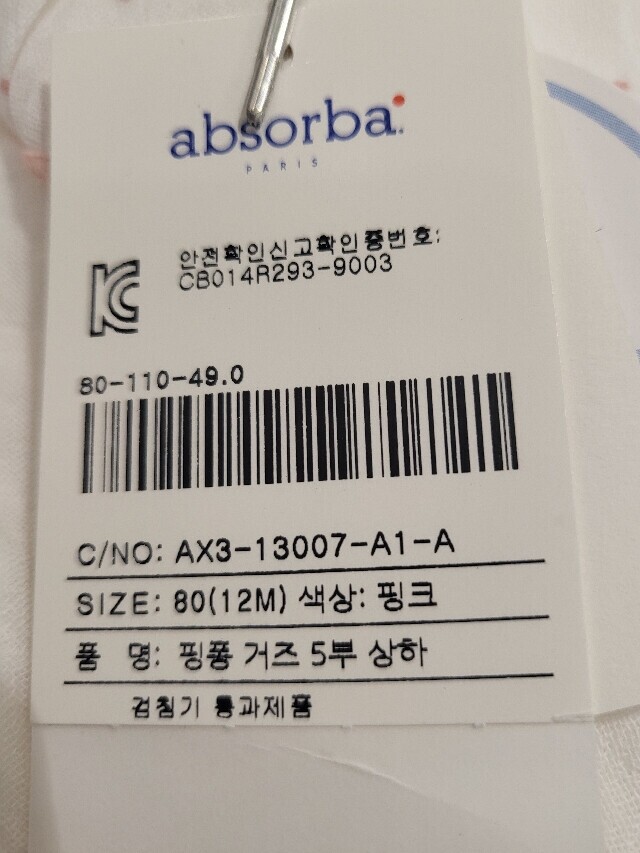 absorba
PARIS
안전확인신고확인증번호:
CB014R293-9003
80-110-49.0
C/NO: AX3-13007-A1-A
SIZE: 80(12M) 색상: 핑크
품 명: 핑퐁 거즈 5부 상하
검침기 통과제품